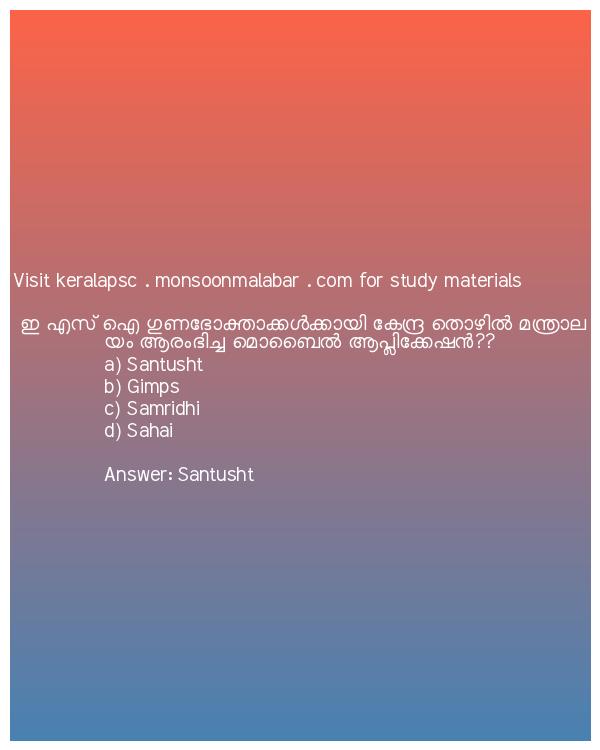 Visit keralapsc . monsoonmalabar . com for study materials
ഇ എസ് ഐ ഗുണഭോക്താക്കൾക്കായി കേന്ദ്ര തൊഴിൽ മന്ത്രാല
യം ആരംഭിച്ച മൊബൈൽ ആപ്ലിക്കേഷൻ??
a) Santusht
b) Gimps
c) Samridhi
d) Sahai
Answer: Santusht